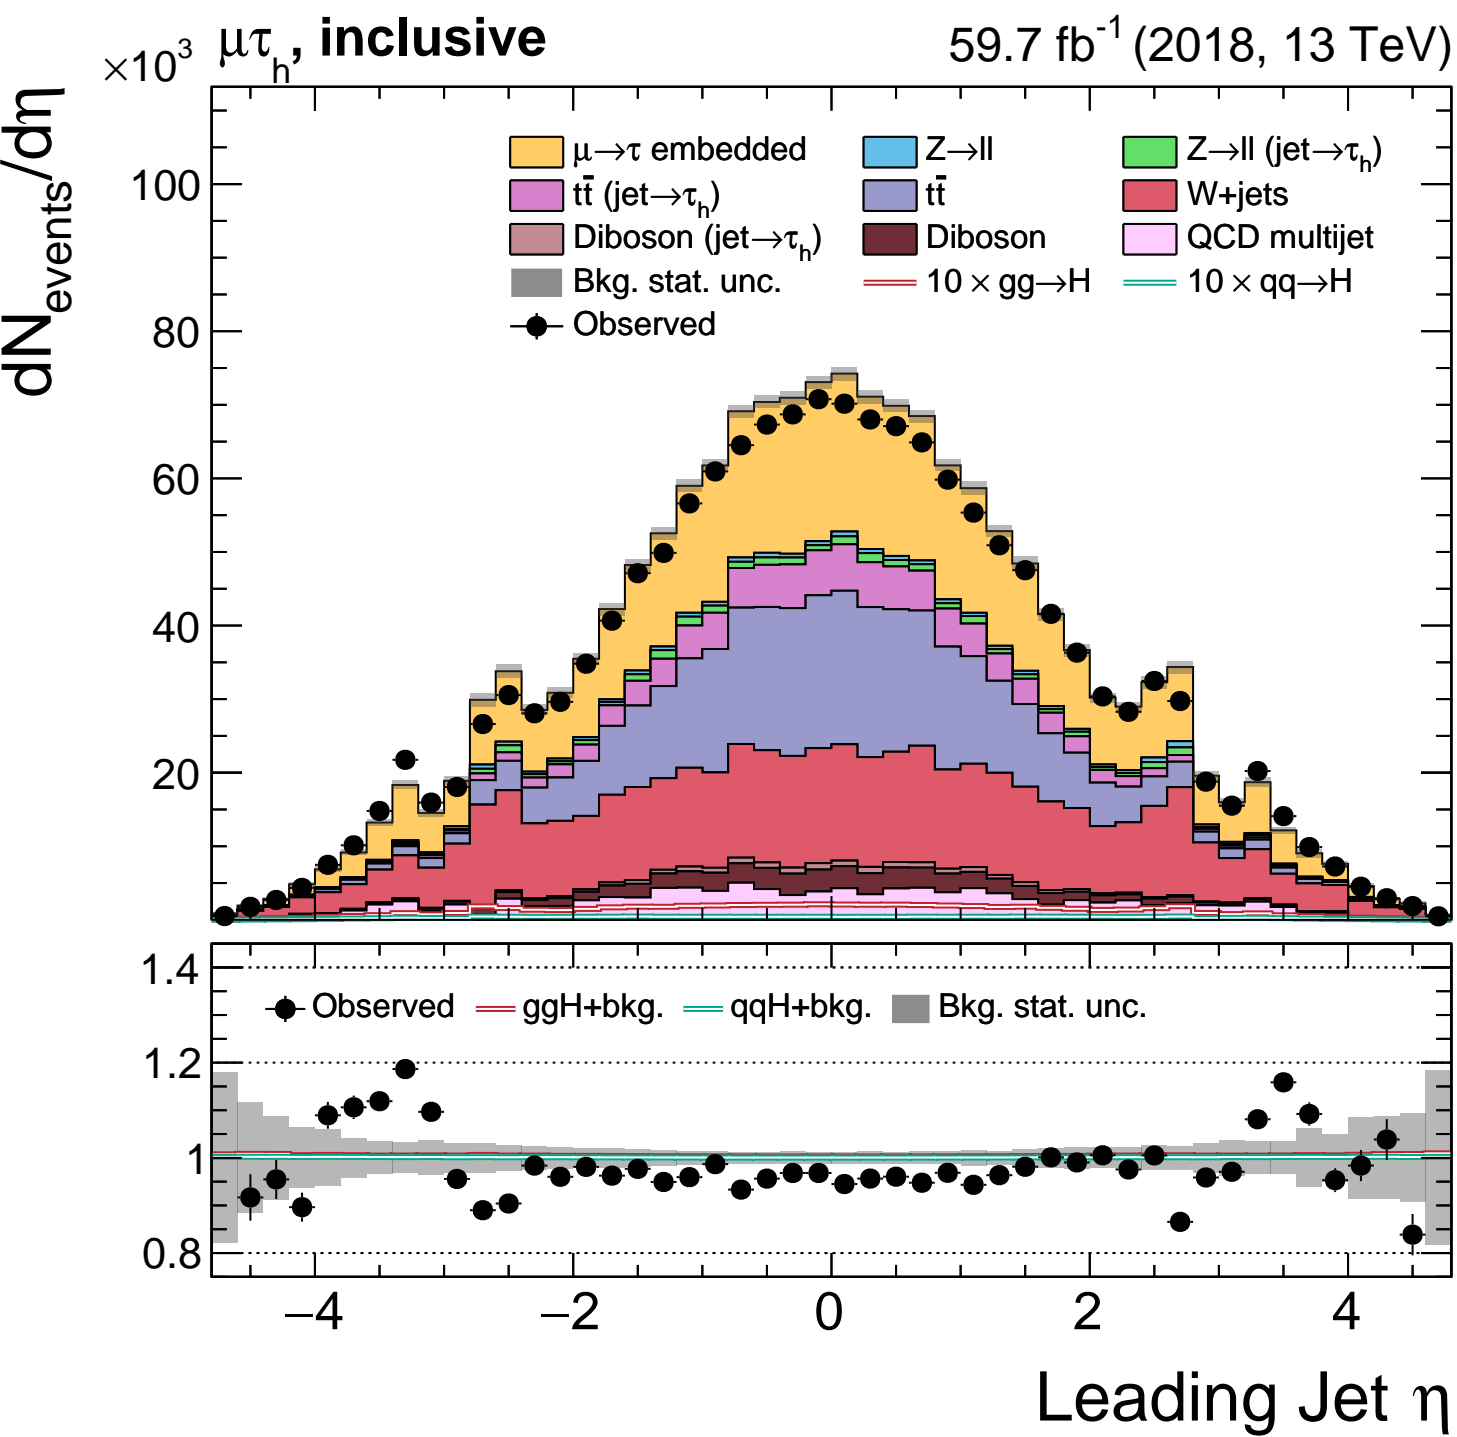 ×10³ μτₕ, inclusive 59.7 fb⁻¹ (2018, 13 TeV)
dN_events/dη
μ→τ embedded Z→ll Z→ll (jet→τₕ)
tt̄ (jet→τₕ) tt̄ W+jets
Diboson (jet→τₕ) Diboson QCD multijet
Bkg. stat. unc. 10 × gg→H 10 × qq→H
Observed
100
80
60
40
20
1.4
Observed ggH+bkg. qqH+bkg. Bkg. stat. unc.
1.2
1
0.8
−4 −2 0 2 4
Leading Jet η